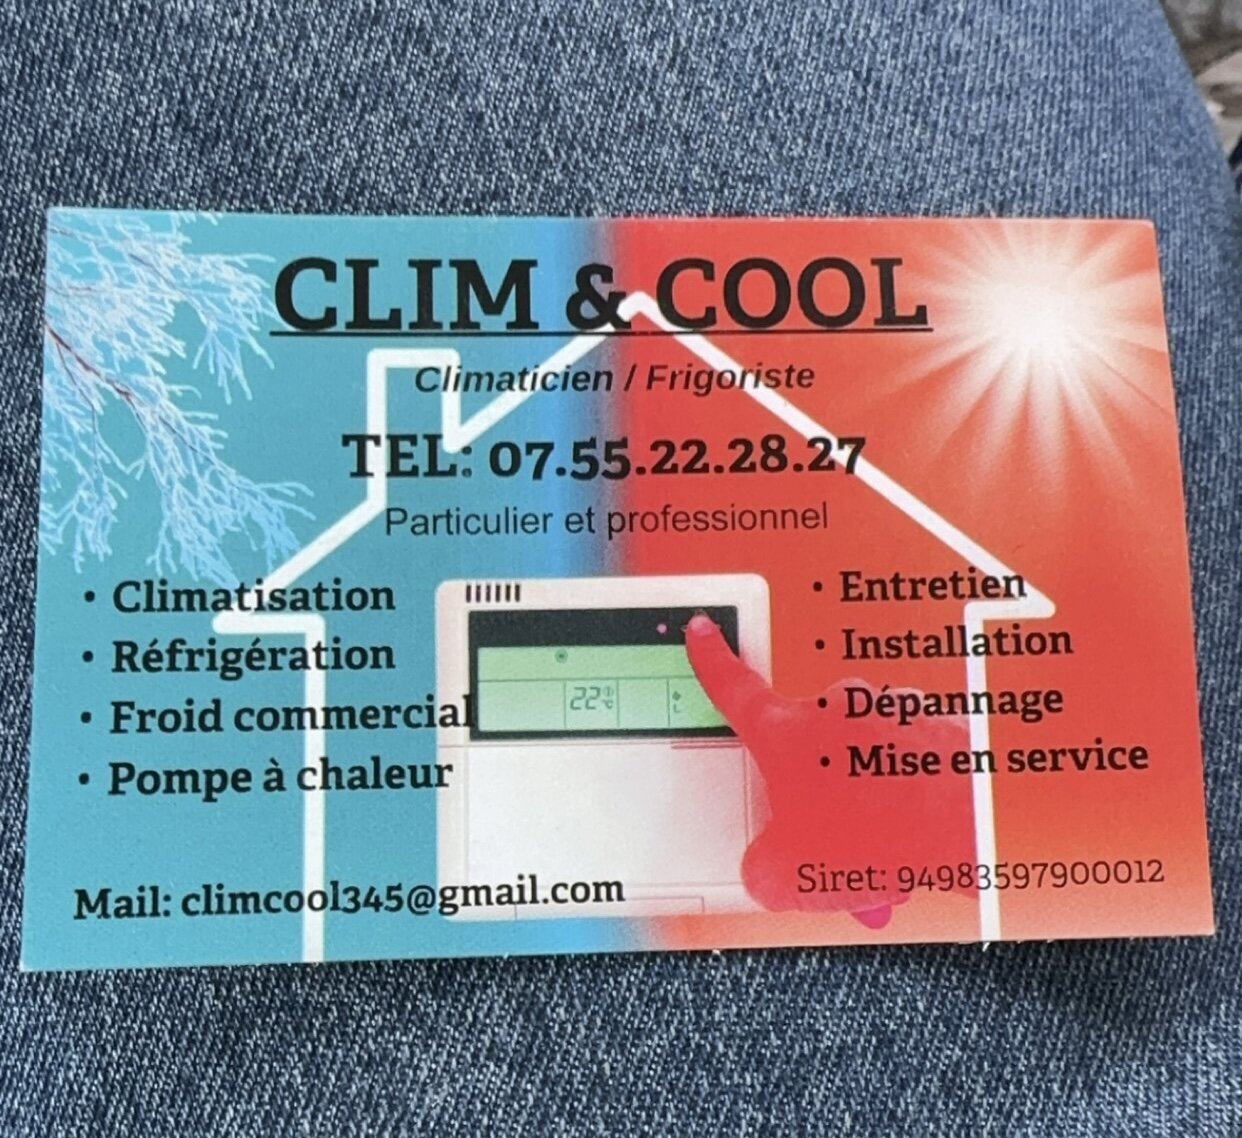 CLIM & COOL
Climaticien / Frigoriste
TEL: 07.55.22.28.27
Particulier et professionnel
• Climatisation
• Réfrigération
• Froid commercial
• Pompe à chaleur
22°C
• Entretien
• Installation
• Dépannage
• Mise en service
Mail: climcool345@gmail.com
Siret: 94983597900012